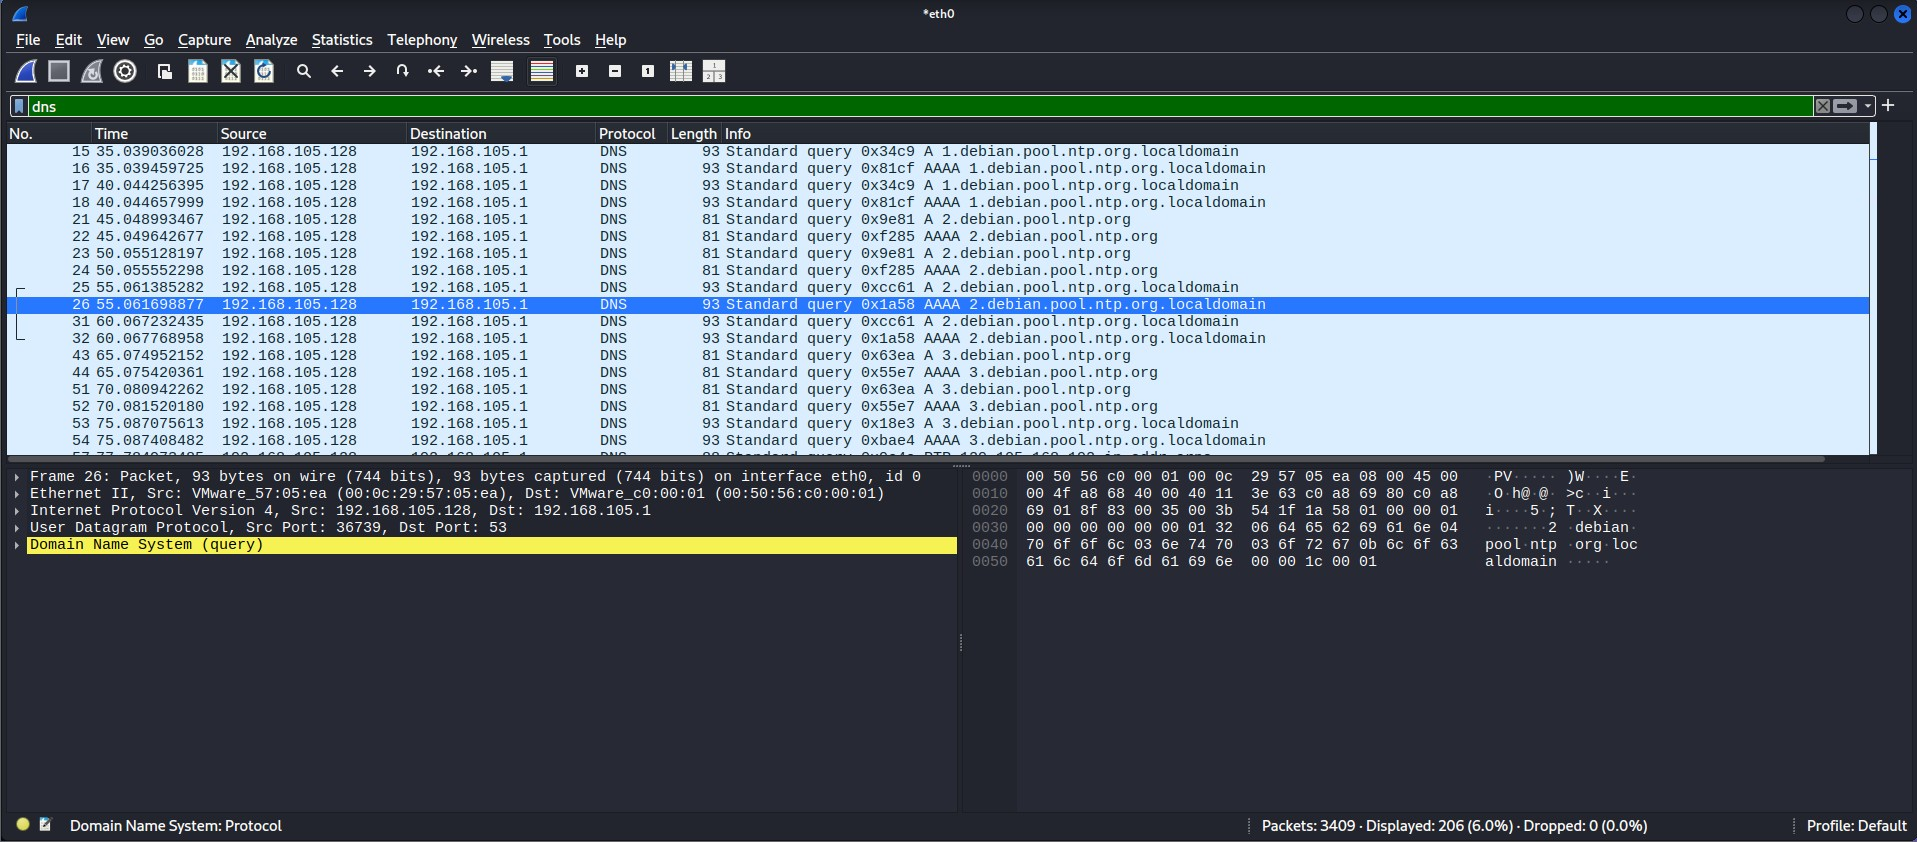 *eth0
File Edit View Go Capture Analyze Statistics Telephony Wireless Tools Help
dns
No. Time Source Destination Protocol Length Info
15 35.039036028 192.168.105.128 192.168.105.1 DNS 93 Standard query 0x34c9 A 1.debian.pool.ntp.org.localdomain
16 35.039459725 192.168.105.128 192.168.105.1 DNS 93 Standard query 0x81cf AAAA 1.debian.pool.ntp.org.localdomain
17 40.044256395 192.168.105.128 192.168.105.1 DNS 93 Standard query 0x34c9 A 1.debian.pool.ntp.org.localdomain
18 40.044657999 192.168.105.128 192.168.105.1 DNS 93 Standard query 0x81cf AAAA 1.debian.pool.ntp.org.localdomain
21 45.048993467 192.168.105.128 192.168.105.1 DNS 81 Standard query 0x9e81 A 2.debian.pool.ntp.org
22 45.049642677 192.168.105.128 192.168.105.1 DNS 81 Standard query 0xf285 AAAA 2.debian.pool.ntp.org
23 50.055128197 192.168.105.128 192.168.105.1 DNS 81 Standard query 0x9e81 A 2.debian.pool.ntp.org
24 50.055552298 192.168.105.128 192.168.105.1 DNS 81 Standard query 0xf285 AAAA 2.debian.pool.ntp.org
25 55.061385282 192.168.105.128 192.168.105.1 DNS 93 Standard query 0xcc61 A 2.debian.pool.ntp.org.localdomain
26 55.061698877 192.168.105.128 192.168.105.1 DNS 93 Standard query 0x1a58 AAAA 2.debian.pool.ntp.org.localdomain
31 60.067232435 192.168.105.128 192.168.105.1 DNS 93 Standard query 0xcc61 A 2.debian.pool.ntp.org.localdomain
32 60.067768958 192.168.105.128 192.168.105.1 DNS 93 Standard query 0x1a58 AAAA 2.debian.pool.ntp.org.localdomain
43 65.074952152 192.168.105.128 192.168.105.1 DNS 81 Standard query 0x63ea A 3.debian.pool.ntp.org
44 65.075420361 192.168.105.128 192.168.105.1 DNS 81 Standard query 0x55e7 AAAA 3.debian.pool.ntp.org
51 70.080942262 192.168.105.128 192.168.105.1 DNS 81 Standard query 0x63ea A 3.debian.pool.ntp.org
52 70.081520180 192.168.105.128 192.168.105.1 DNS 81 Standard query 0x55e7 AAAA 3.debian.pool.ntp.org
53 75.087075613 192.168.105.128 192.168.105.1 DNS 93 Standard query 0x18e3 A 3.debian.pool.ntp.org.localdomain
54 75.087408482 192.168.105.128 192.168.105.1 DNS 93 Standard query 0xbae4 AAAA 3.debian.pool.ntp.org.localdomain
Frame 26: Packet, 93 bytes on wire (744 bits), 93 bytes captured (744 bits) on interface eth0, id 0
Ethernet II, Src: VMware_57:05:ea (00:0c:29:57:05:ea), Dst: VMware_c0:00:01 (00:50:56:c0:00:01)
Internet Protocol Version 4, Src: 192.168.105.128, Dst: 192.168.105.1
User Datagram Protocol, Src Port: 36739, Dst Port: 53
Domain Name System (query)
0000 00 50 56 c0 00 01 00 0c 29 57 05 ea 08 00 45 00 ·PV····· )W····E·
0010 00 4f a8 68 40 00 40 11 3e 63 c0 a8 69 80 c0 a8 ·O·h@·@· >c··i···
0020 69 01 8f 83 00 35 00 3b 54 1f 1a 58 01 00 00 01 i····5·; T··X····
0030 00 00 00 00 00 00 01 32 06 64 65 62 69 61 6e 04 ·······2 ·debian·
0040 70 6f 6f 6c 03 6e 74 70 03 6f 72 67 0b 6c 6f 63 pool·ntp ·org·loc
0050 61 6c 64 6f 6d 61 69 6e 00 00 1c 00 01 aldomain ·····
Domain Name System: Protocol
Packets: 3409 · Displayed: 206 (6.0%) · Dropped: 0 (0.0%)
Profile: Default